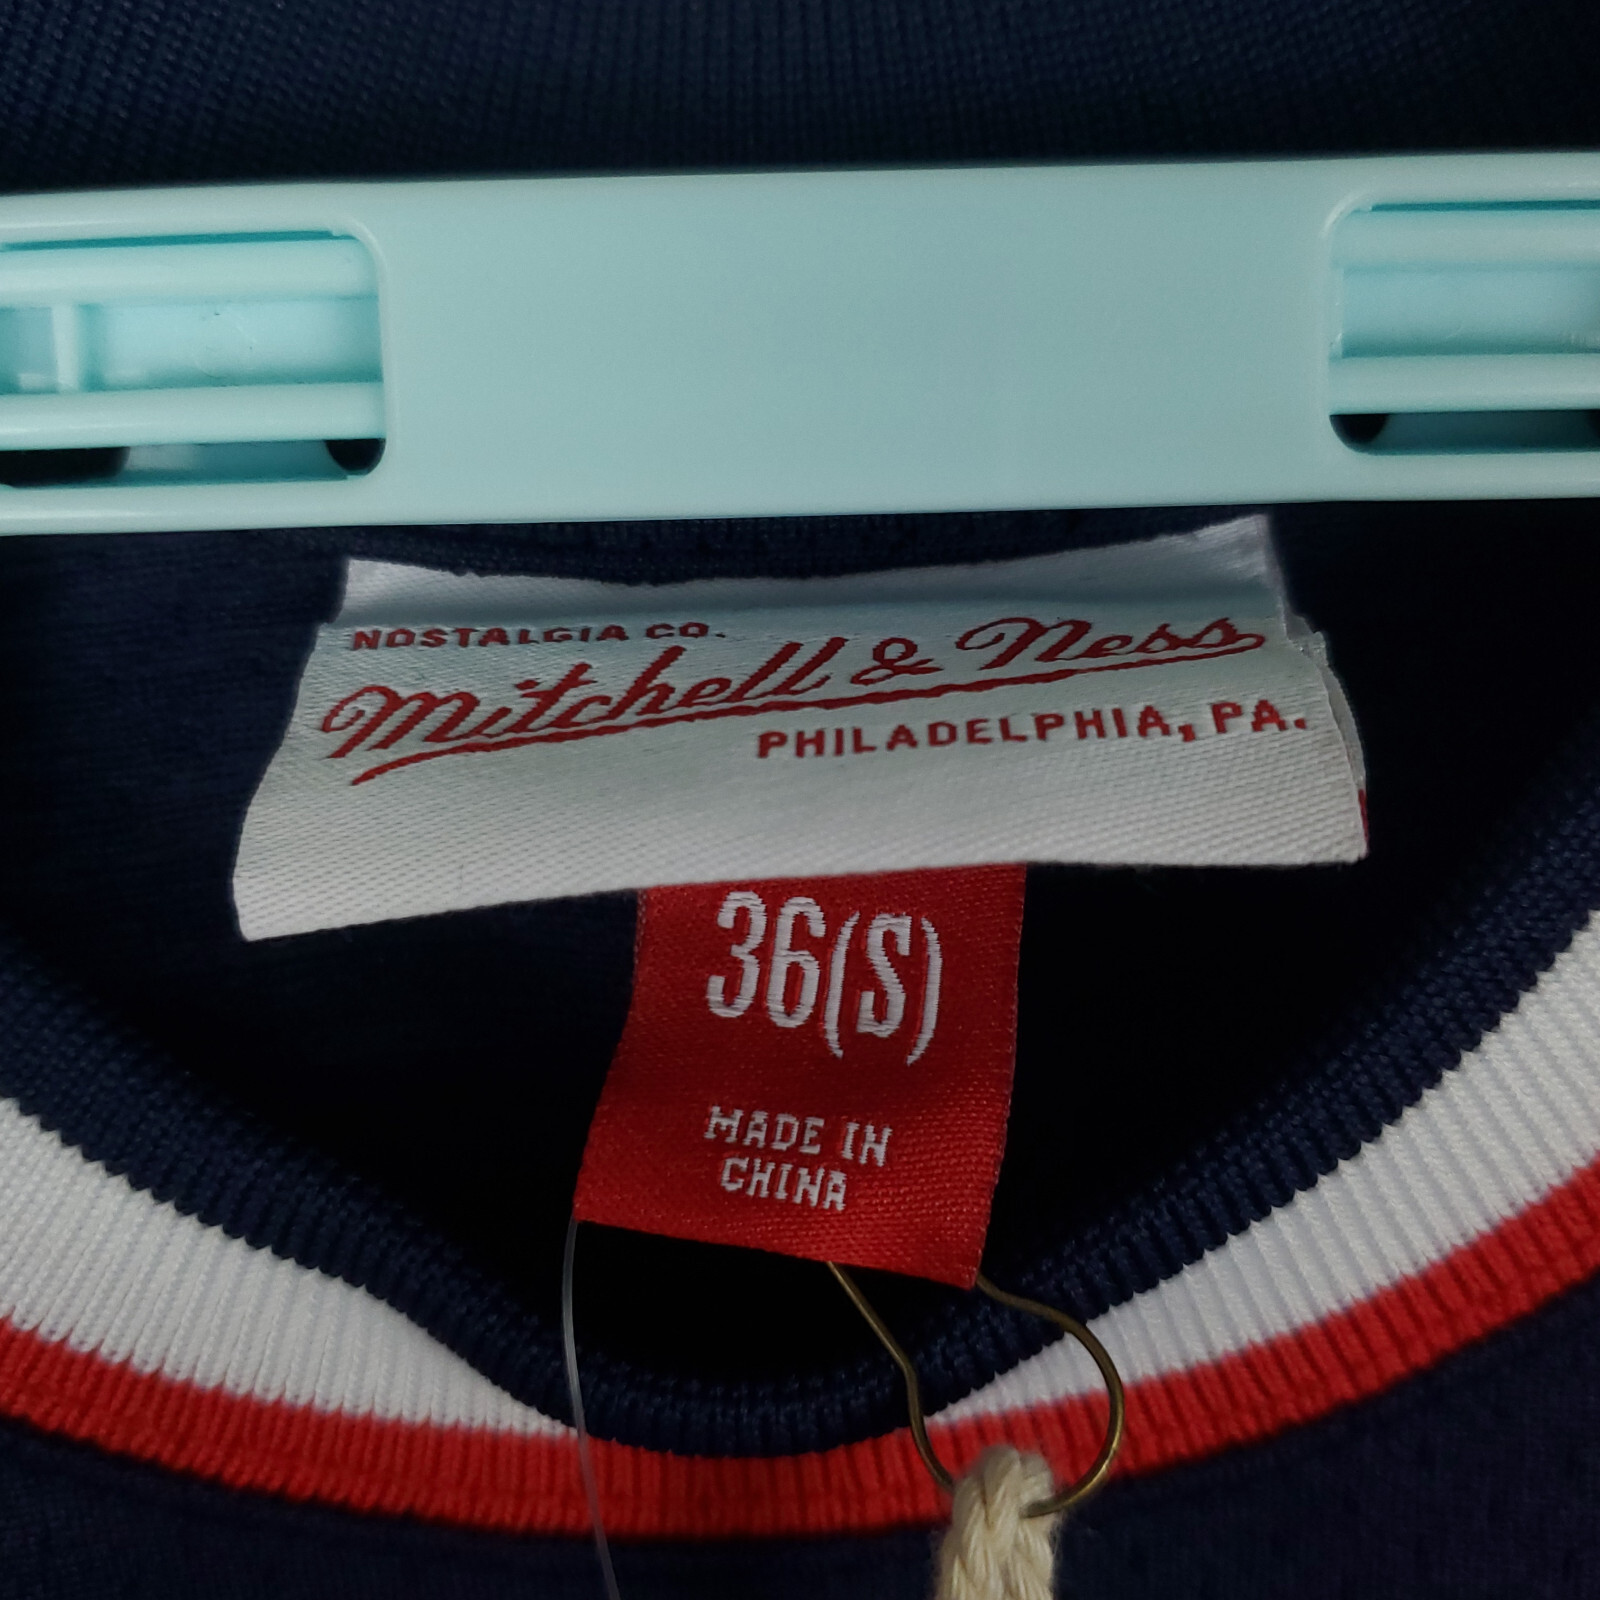 NOSTALGIA CO.
Mitchell & Ness
PHILADELPHIA, PA.
36(S)
MADE IN
CHINA